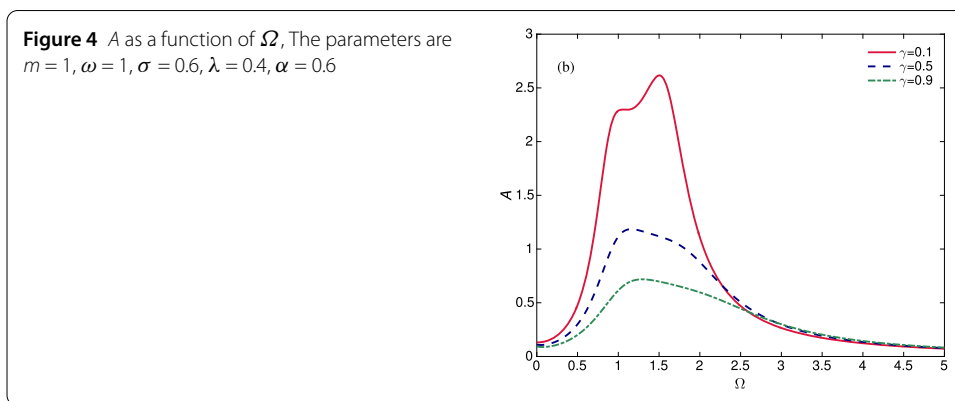 Figure 4 A as a function of Ω, The parameters are
m = 1, ω = 1, σ = 0.6, λ = 0.4, α = 0.6
(b)
γ=0.1
γ=0.5
γ=0.9
3
2.5
2
1.5
1
0.5
0
A
0 0.5 1 1.5 2 2.5 3 3.5 4 4.5 5
Ω